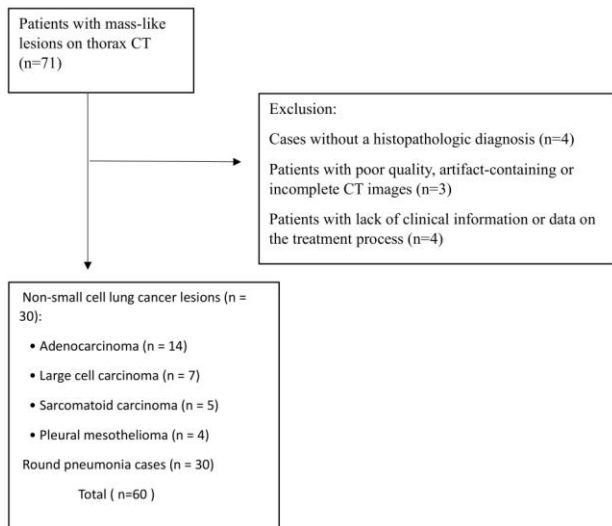 Patients with mass-like
lesions on thorax CT
(n=71)
Exclusion:
Cases without a histopathologic diagnosis (n=4)
Patients with poor quality, artifact-containing or
incomplete CT images (n=3)
Patients with lack of clinical information or data on
the treatment process (n=4)
Non-small cell lung cancer lesions (n =
30):
• Adenocarcinoma (n = 14)
• Large cell carcinoma (n = 7)
• Sarcomatoid carcinoma (n = 5)
• Pleural mesothelioma (n = 4)
Round pneumonia cases (n = 30)
Total ( n=60 )